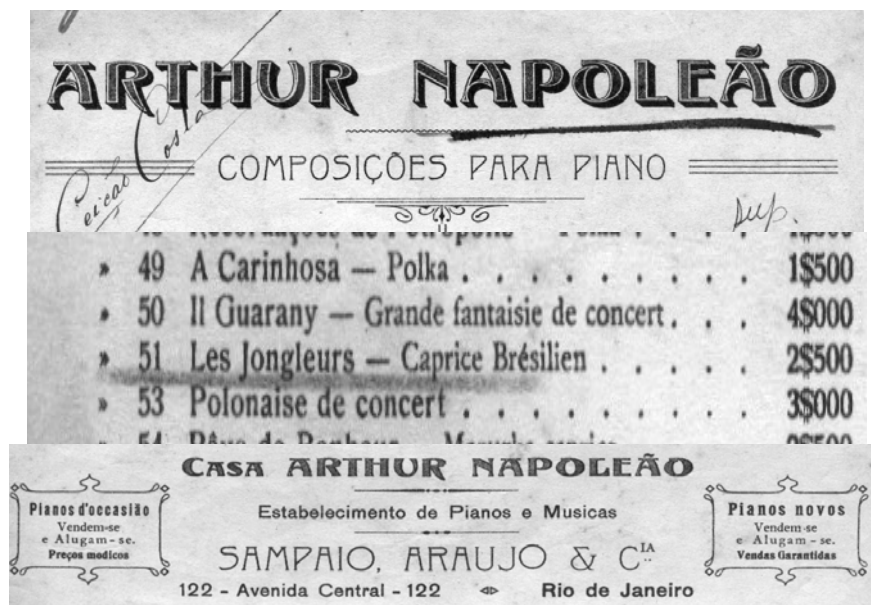 ARTHUR NAPOLEÃO
COMPOSIÇÕES PARA PIANO
Dup.
» 49 A Carinhosa — Polka . . . . . . . . . 1$500
» 50 Il Guarany — Grande fantaisie de concert . . . 4$000
» 51 Les Jongleurs — Caprice Brésilien . . . . . 2$500
» 53 Polonaise de concert . . . . . . . . . 3$000
CASA ARTHUR NAPOLEÃO
Pianos d'occasião
Vendem-se
e Alugam-se.
Preços modicos
Estabelecimento de Pianos e Musicas
SAMPAIO, ARAUJO & CIA
122 - Avenida Central - 122 Rio de Janeiro
Pianos novos
Vendem-se
e Alugam-se.
Vendas Garantidas